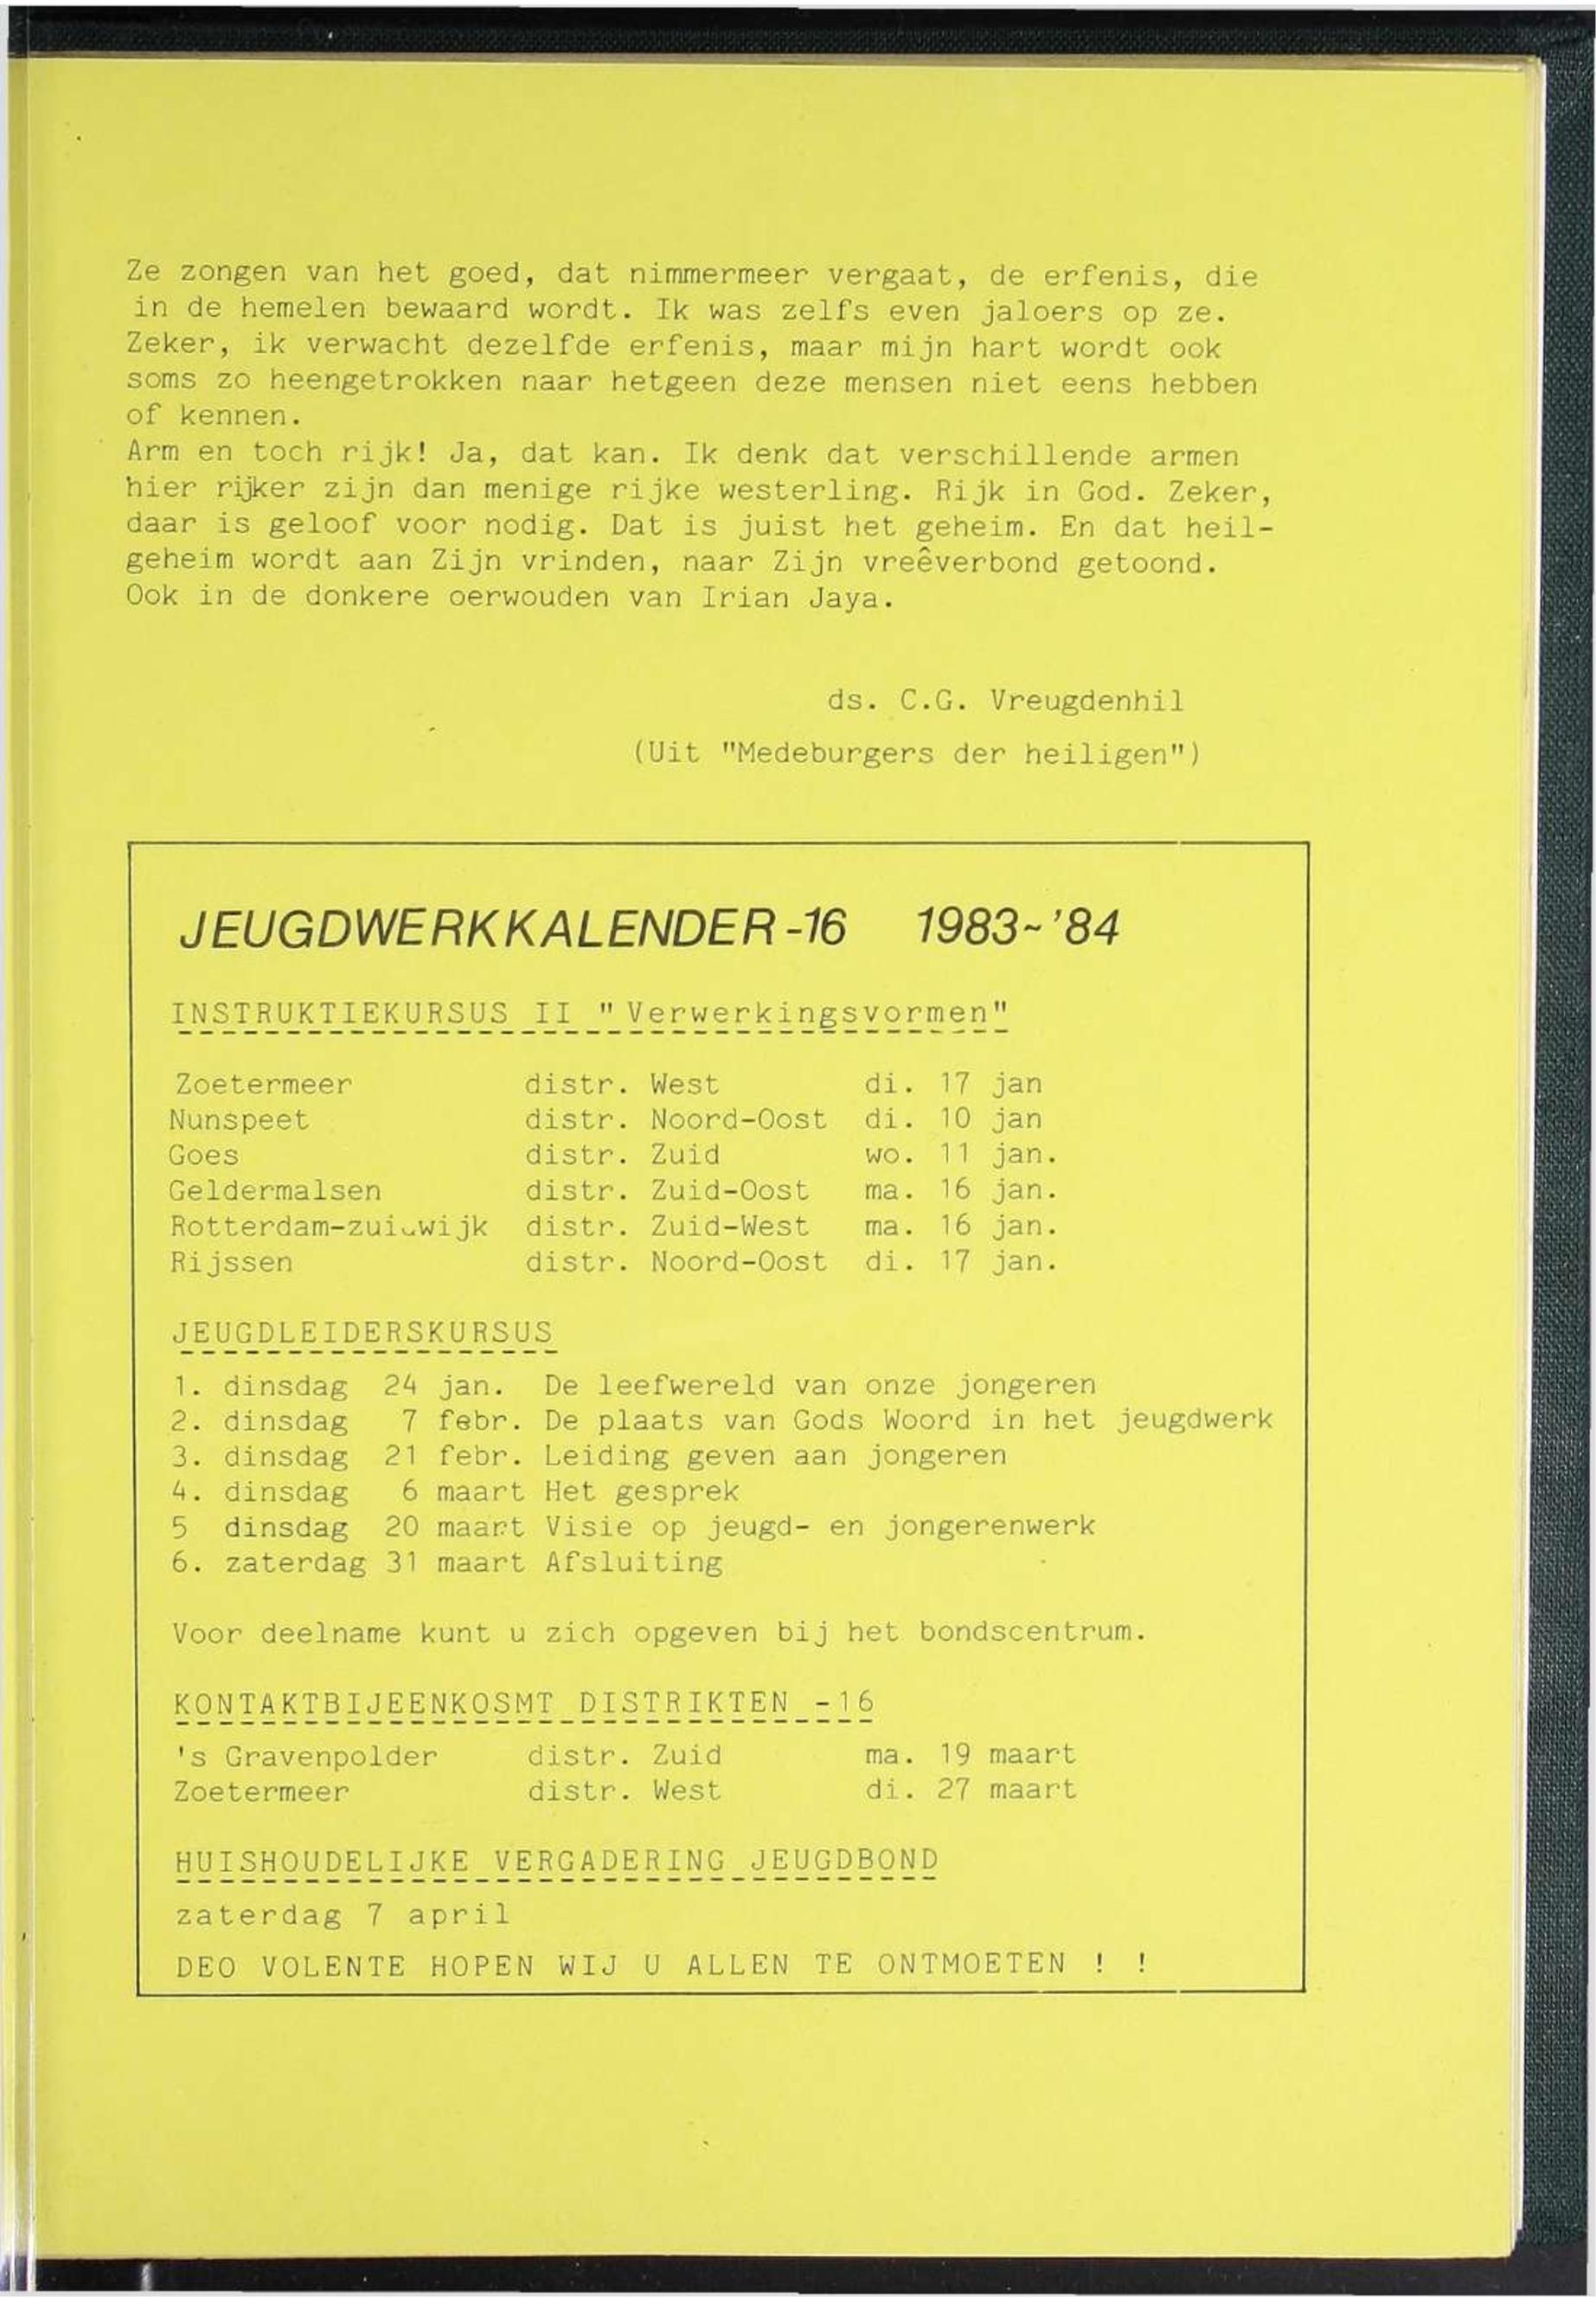 Ze zongen van het goed, dat nimmermeer vergaat, de erfenis, die
in de hemelen bewaard wordt. Ik was zelfs even jaloers op ze.
Zeker, ik verwacht dezelfde erfenis, maar mijn hart wordt ook
soms zo heengetrokken naar hetgeen deze mensen niet eens hebben
of kennen.
Arm en toch rijk! Ja, dat kan. Ik denk dat verschillende armen
hier rijker zijn dan menige rijke westerling. Rijk in God. Zeker,
daar is geloof voor nodig. Dat is juist het geheim. En dat heil-
geheim wordt aan Zijn vrinden, naar Zijn vreêverbond getoond.
Ook in de donkere oerwouden van Irian Jaya.
ds. C.G. Vreugdenhil
(Uit "Medeburgers der heiligen")
JEUGDWERKKALENDER-16 1983~'84
INSTRUKTIEKURSUS II "Verwerkingsvormen"
Zoetermeer distr. West di. 17 jan
Nunspeet distr. Noord-Oost di. 10 jan
Goes distr. Zuid wo. 11 jan.
Geldermalsen distr. Zuid-Oost ma. 16 jan.
Rotterdam-zuidwijk distr. Zuid-West ma. 16 jan.
Rijssen distr. Noord-Oost di. 17 jan.
JEUGDLEIDERSKURSUS
1. dinsdag 24 jan. De leefwereld van onze jongeren
2. dinsdag 7 febr. De plaats van Gods Woord in het jeugdwerk
3. dinsdag 21 febr. Leiding geven aan jongeren
4. dinsdag 6 maart Het gesprek
5 dinsdag 20 maart Visie op jeugd- en jongerenwerk
6. zaterdag 31 maart Afsluiting
Voor deelname kunt u zich opgeven bij het bondscentrum.
KONTAKTBIJEENKOSMT DISTRIKTEN -16
's Gravenpolder distr. Zuid ma. 19 maart
Zoetermeer distr. West di. 27 maart
HUISHOUDELIJKE VERGADERING JEUGDBOND
zaterdag 7 april
DEO VOLENTE HOPEN WIJ U ALLEN TE ONTMOETEN ! !